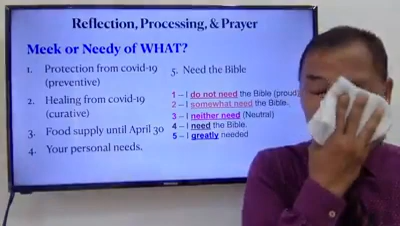 Reflection, Processing, & Prayer
Meek or Needy of WHAT?
1. Protection from covid-19
(preventive)
2. Healing from covid-19
(curative)
3. Food supply until April 30
4. Your personal needs.
5. Need the Bible
1 – I do not need the Bible (proud)
2 – I somewhat need the Bible.
3 – I neither need (Neutral)
4 – I need the Bible.
5 – I greatly needed